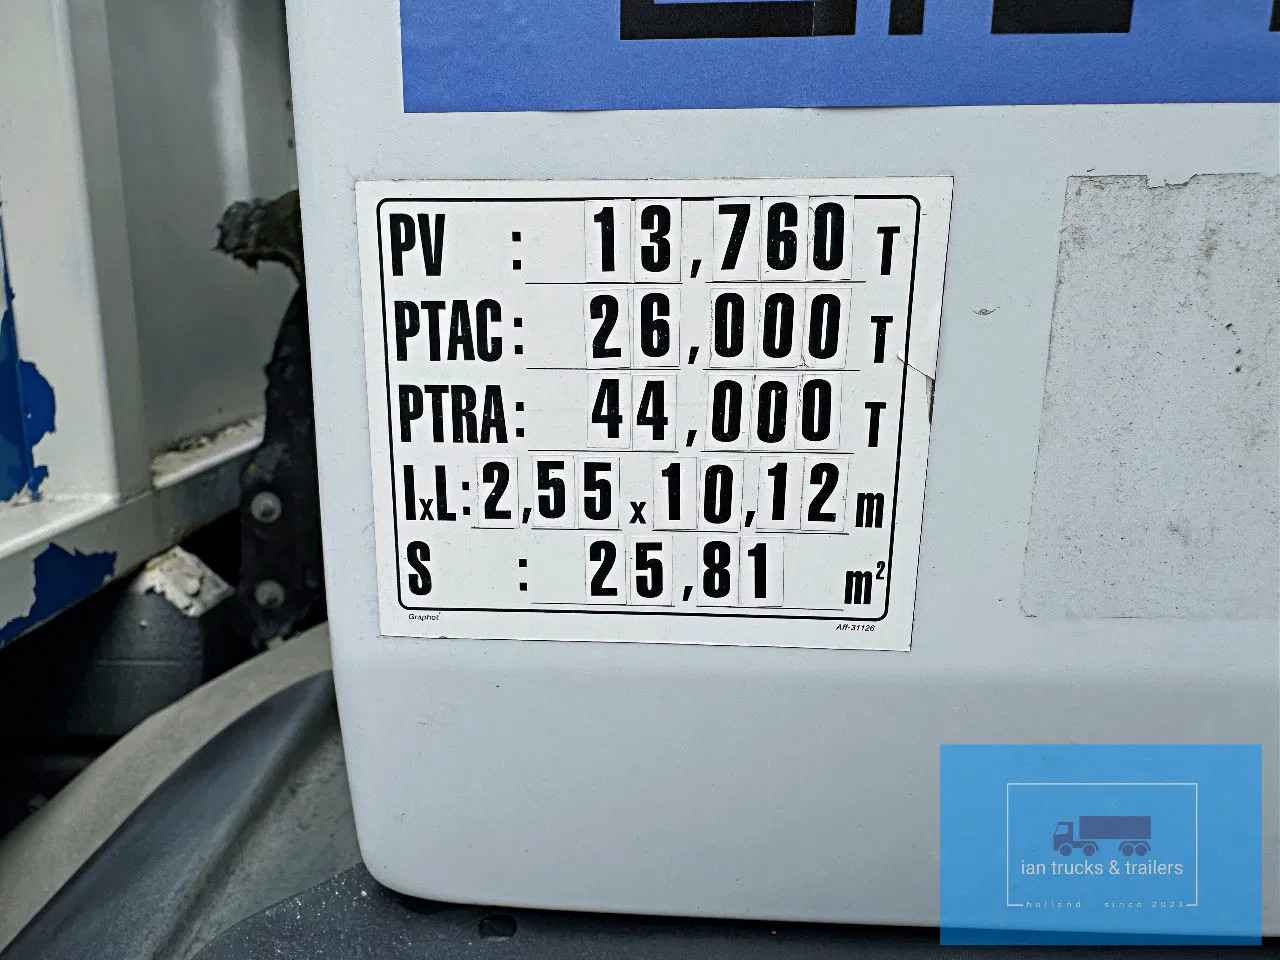 PV : 13,760 T
PTAC: 26,000 T
PTRA: 44,000 T
lxL: 2,55 x 10,12 m
S : 25,81 m²
Graphot
Aff-31126
ian trucks & trailers
holland since 2023